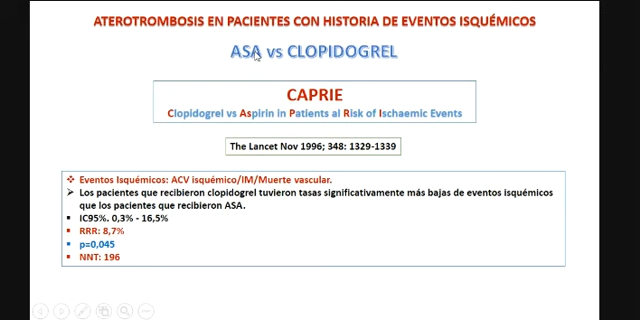 ATEROTROMBOSIS EN PACIENTES CON HISTORIA DE EVENTOS ISQUÉMICOS
ASA vs CLOPIDOGREL
CAPRIE
Clopidogrel vs Aspirin in Patients al Risk of Ischaemic Events
The Lancet Nov 1996; 348: 1329-1339
Eventos Isquémicos: ACV isquémico/IM/Muerte vascular.
Los pacientes que recibieron clopidogrel tuvieron tasas significativamente más bajas de eventos isquémicos
que los pacientes que recibieron ASA.
IC95%. 0,3% - 16,5%
RRR: 8,7%
p=0,045
NNT: 196